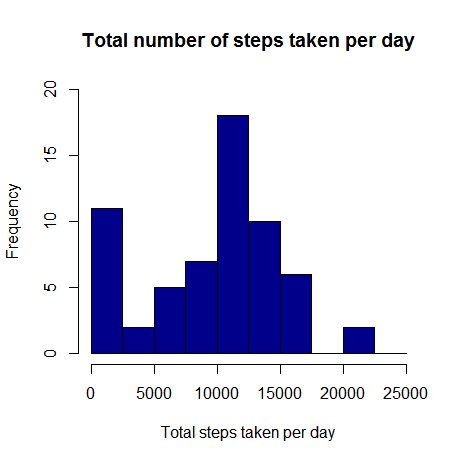 Total number of steps taken per day
20
15
10
5
0
Frequency
0 5000 10000 15000 20000 25000
Total steps taken per day